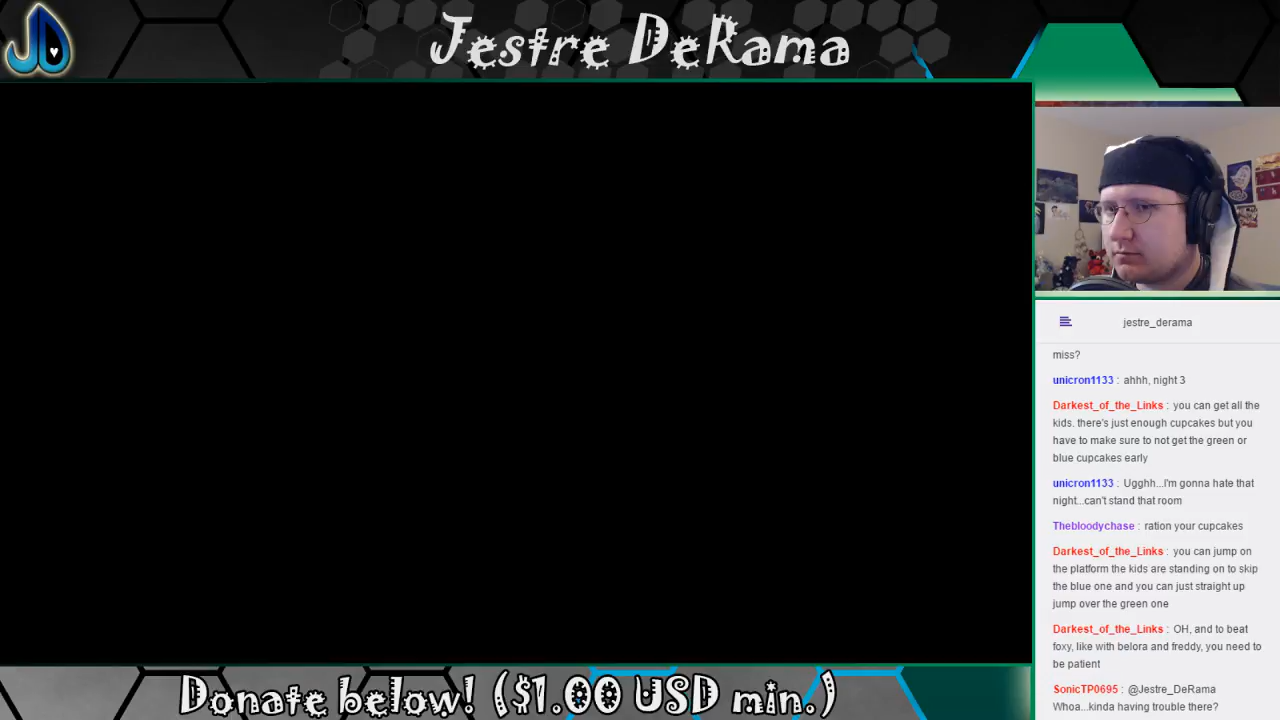 JD
Jestre DeRama
jestre_derama
miss?
unicron1133 : ahhh, night 3
Darkest_of_the_Links : you can get all the
kids. there's just enough cupcakes but you
have to make sure to not get the green or
blue cupcakes early
unicron1133 : Ugghh...I'm gonna hate that
night...can't stand that room
Thebloodychase : ration your cupcakes
Darkest_of_the_Links : you can jump on
the platform the kids are standing on to skip
the blue one and you can just straight up
jump over the green one
Darkest_of_the_Links : OH, and to beat
foxy, like with belora and freddy, you need to
be patient
SonicTP0695 : @Jestre_DeRama
Whoa...kinda having trouble there?
Donate below! ($1.00 USD min.)